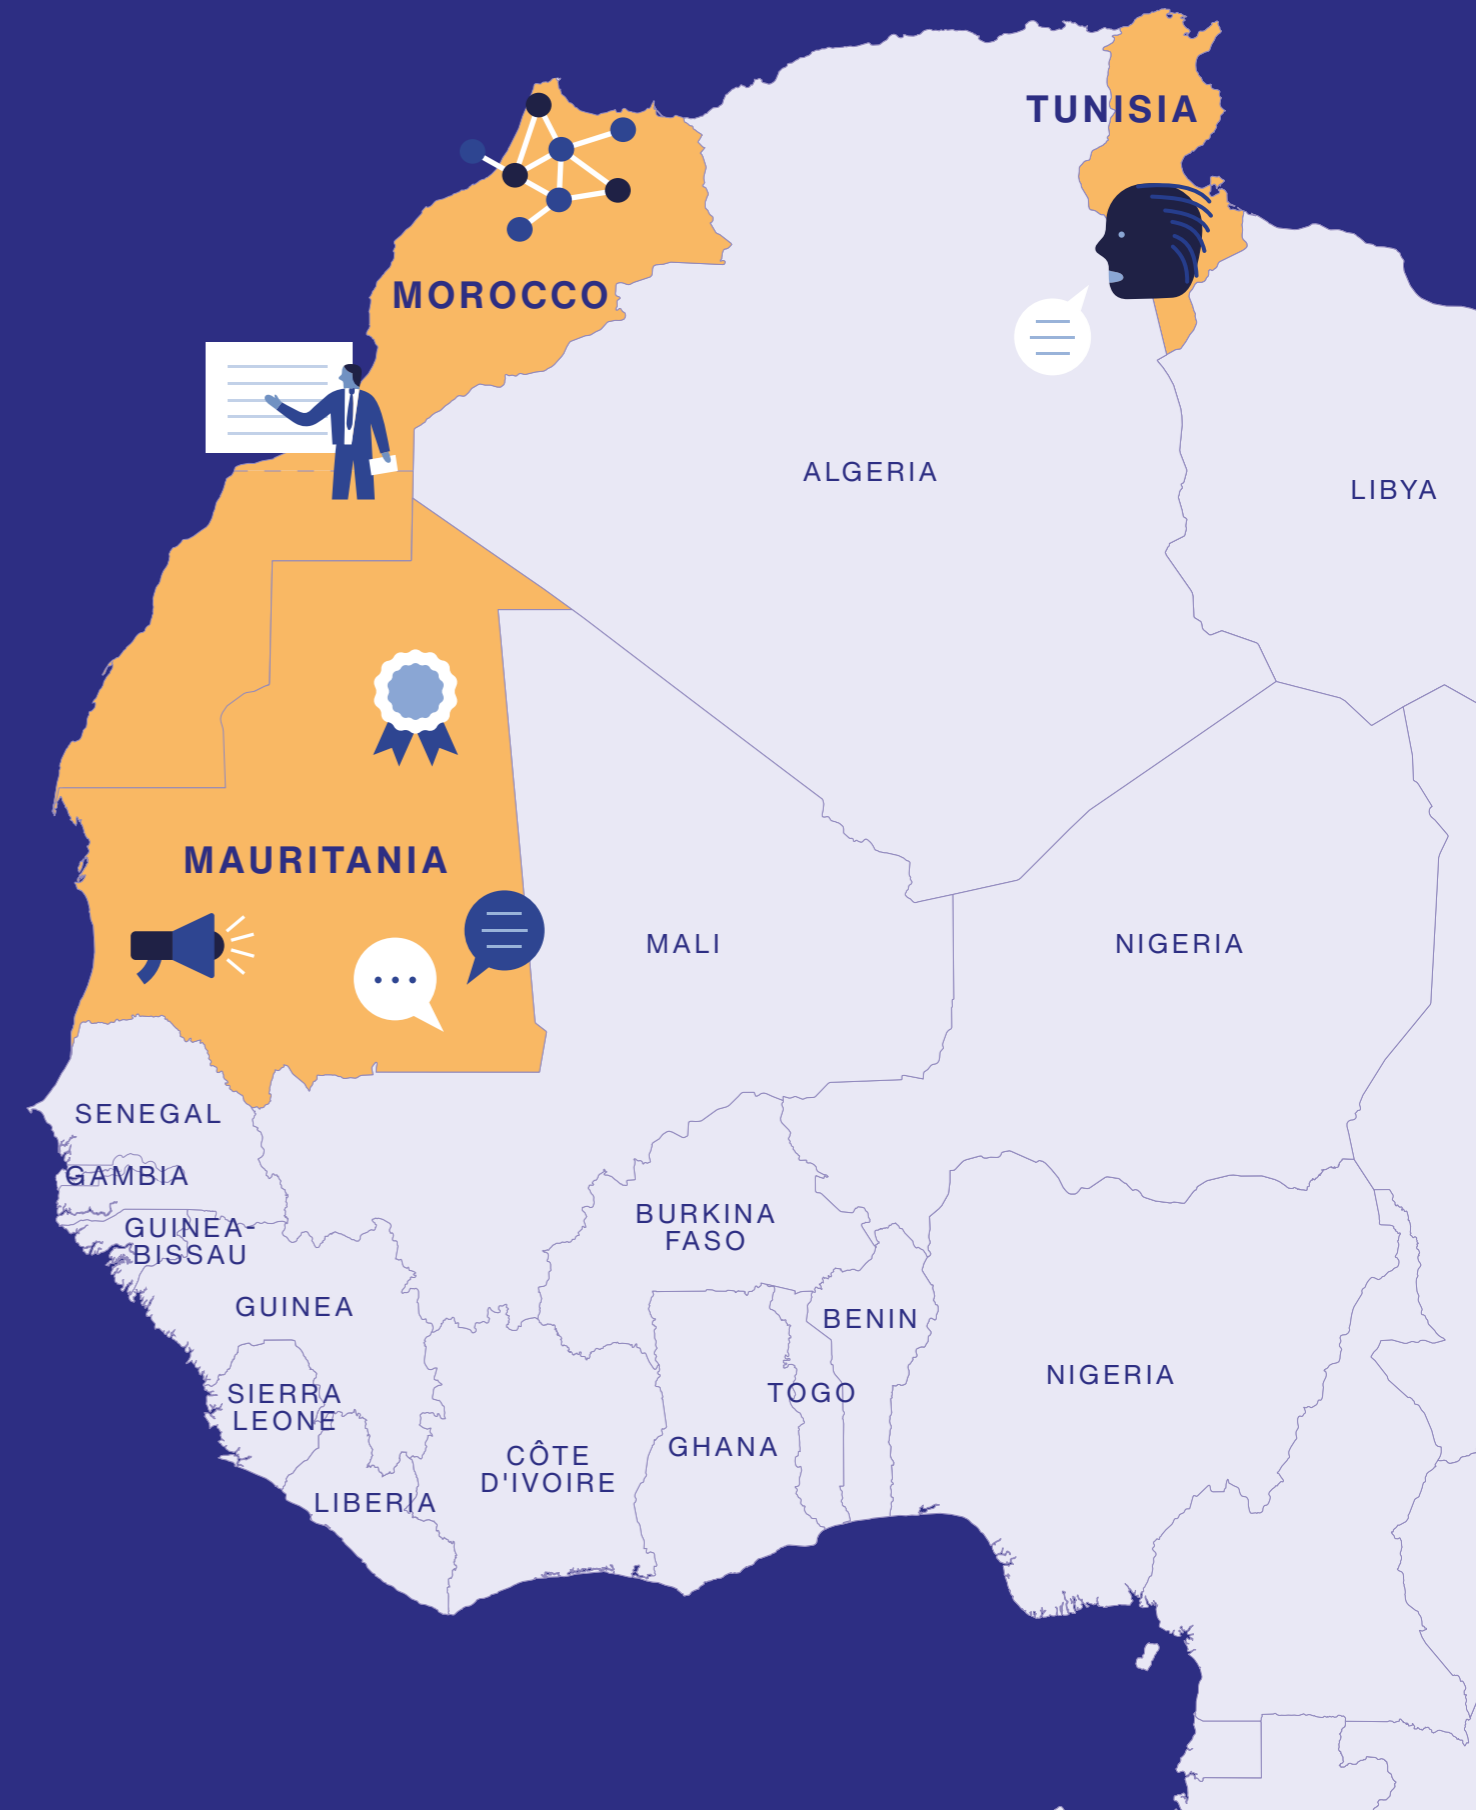 TUNISIA
MOROCCO
ALGERIA
LIBYA
MAURITANIA
MALI
NIGERIA
SENEGAL
GAMBIA
GUINEA-
BISSAU
BURKINA
FASO
GUINEA
BENIN
NIGERIA
SIERRA
LEONE
TOGO
GHANA
CÔTE
D'IVOIRE
LIBERIA